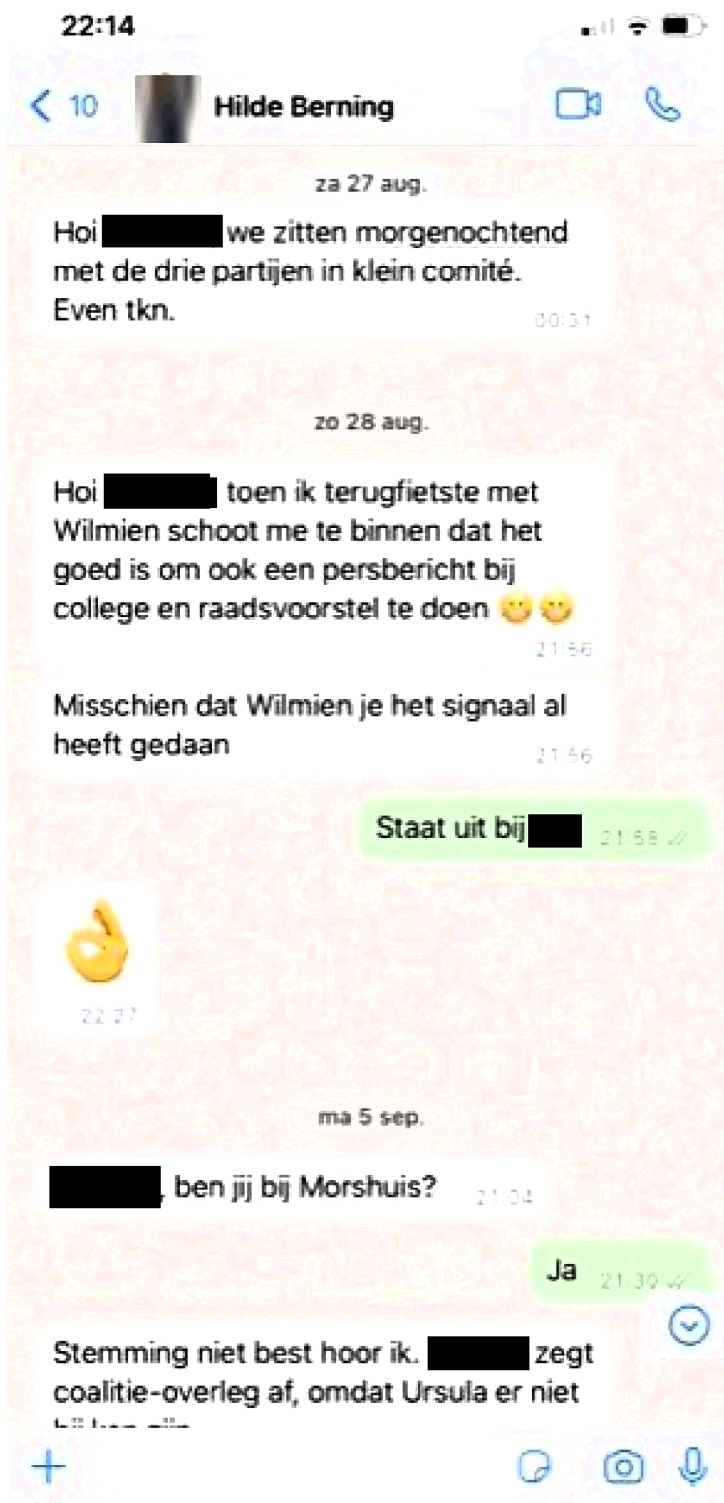 22:14
10 Hilde Berning
za 27 aug.
Hoi we zitten morgenochtend
met de drie partijen in klein comité.
Even tkn.
00:31
zo 28 aug.
Hoi toen ik terugfietste met
Wilmien schoot me te binnen dat het
goed is om ook een persbericht bij
college en raadsvoorstel te doen
21:56
Misschien dat Wilmien je het signaal al
heeft gedaan
21:56
Staat uit bij 21:58
22:27
ma 5 sep.
, ben jij bij Morshuis? 21:04
Ja 21:30
Stemming niet best hoor ik. zegt
coalitie-overleg af, omdat Ursula er niet